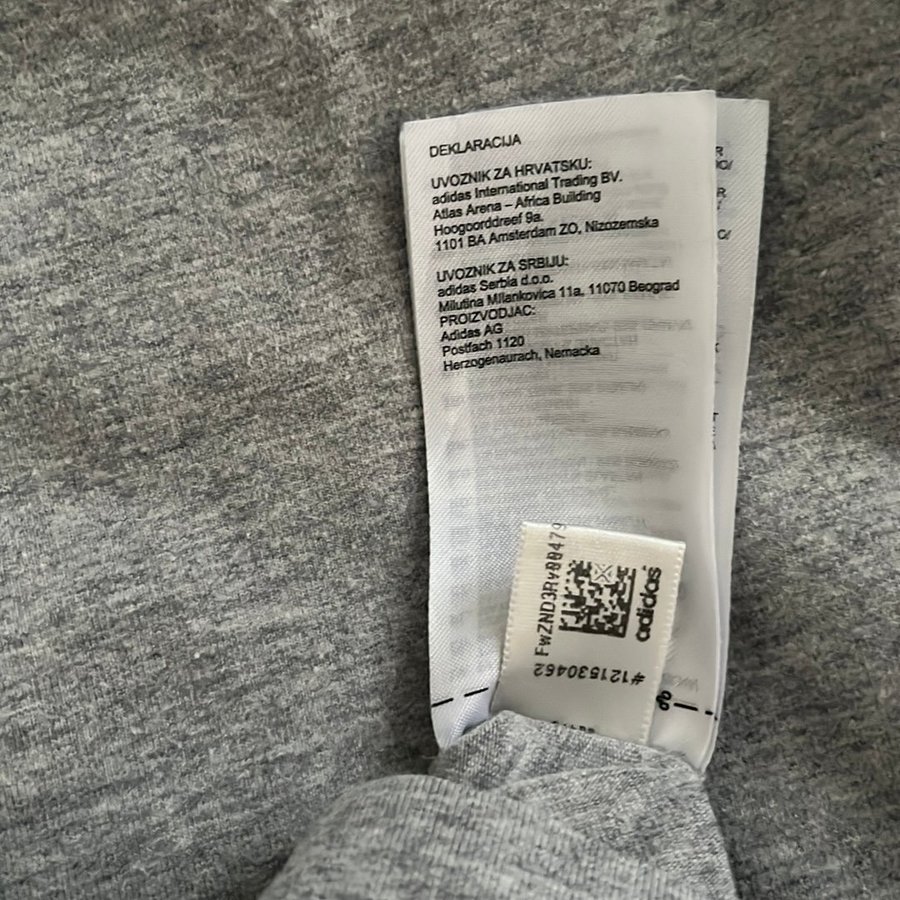 DEKLARACIJA
UVOZNIK ZA HRVATSKU:
adidas International Trading BV.
Atlas Arena – Africa Building
Hoogoorddreef 9a.
1101 BA Amsterdam ZO, Nizozemska
UVOZNIK ZA SRBIJU:
adidas Serbia d.o.o.
Milutina Milankovica 11a, 11070 Beograd
PROIZVODJAC:
Adidas AG
Postfach 1120
Herzogenaurach, Nemacka
FwZND3Ry00479
adidas
#121530462